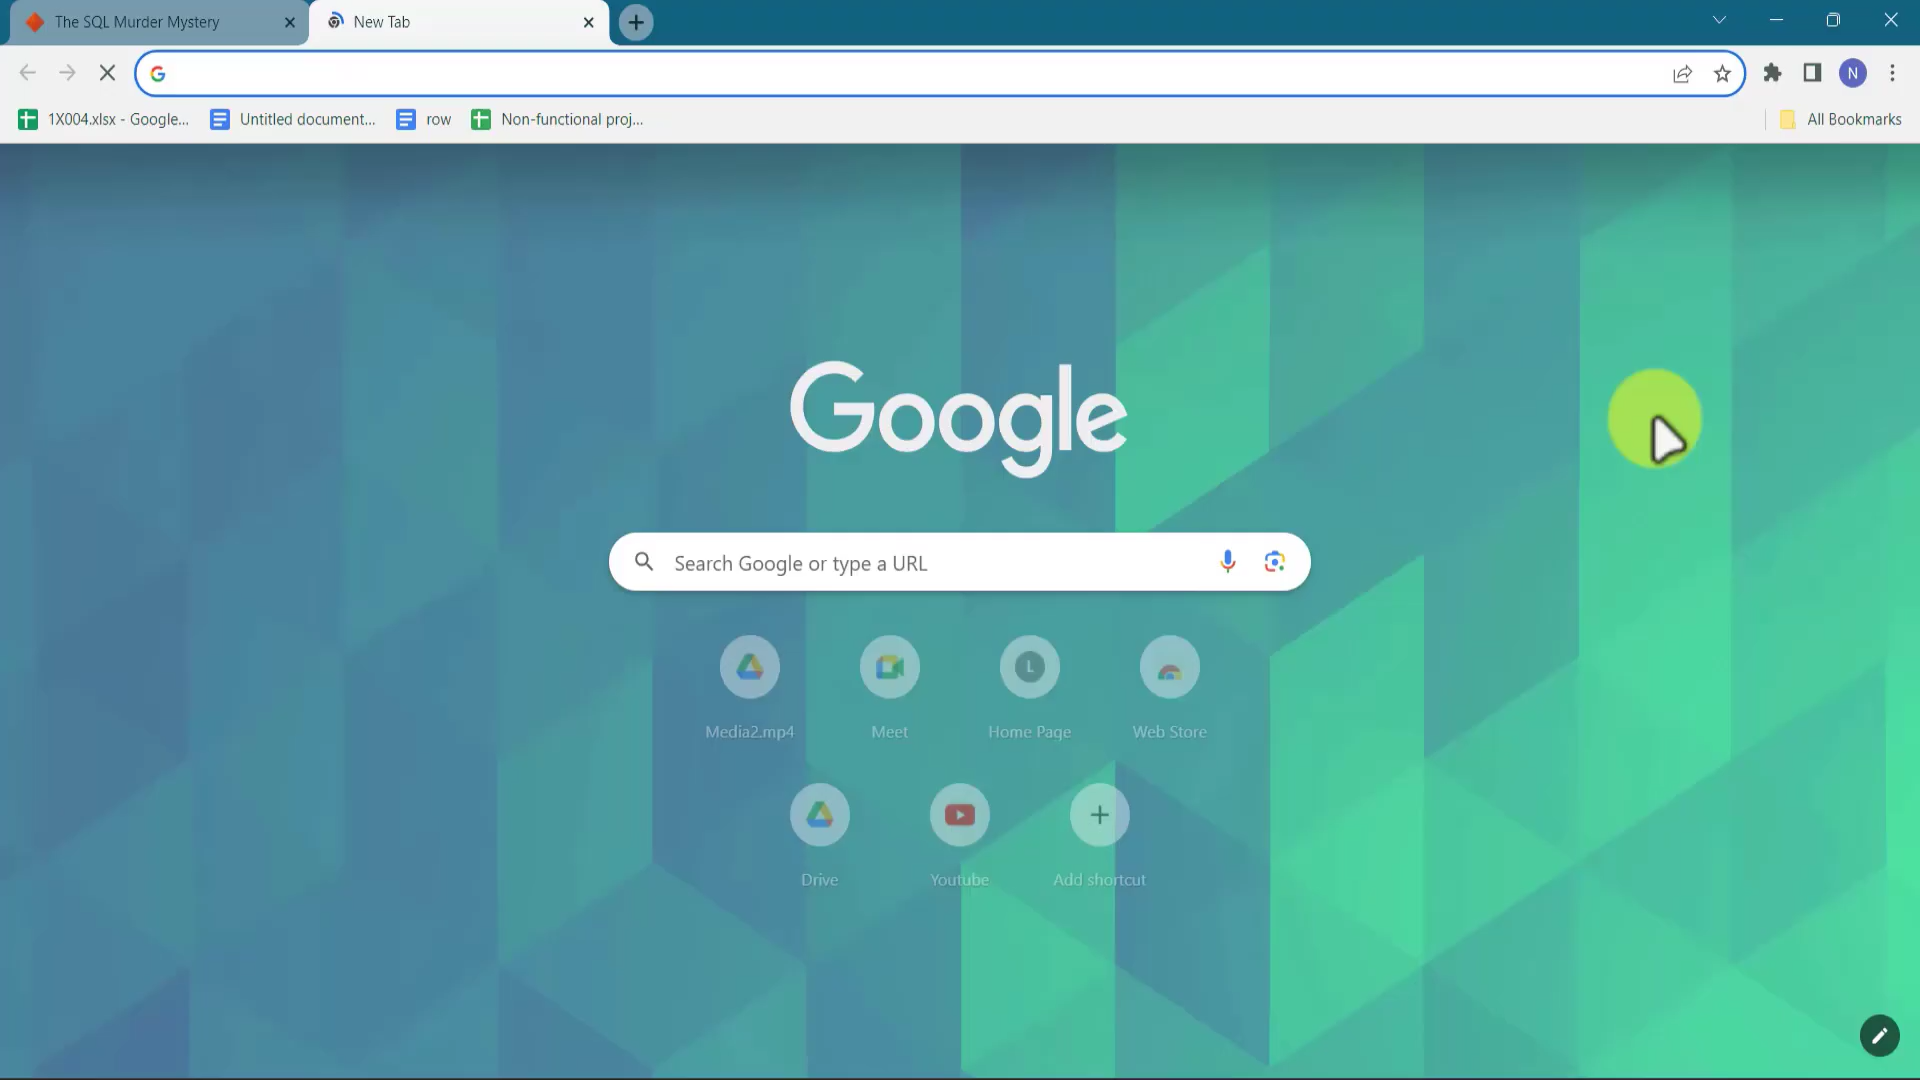 The SQL Murder Mystery
New Tab
N
1X004.xlsx - Google...
Untitled document...
row
Non-functional proj...
All Bookmarks
Google
Search Google or type a URL
L
Media2.mp4
Meet
Home Page
Web Store
Drive
Youtube
Add shortcut